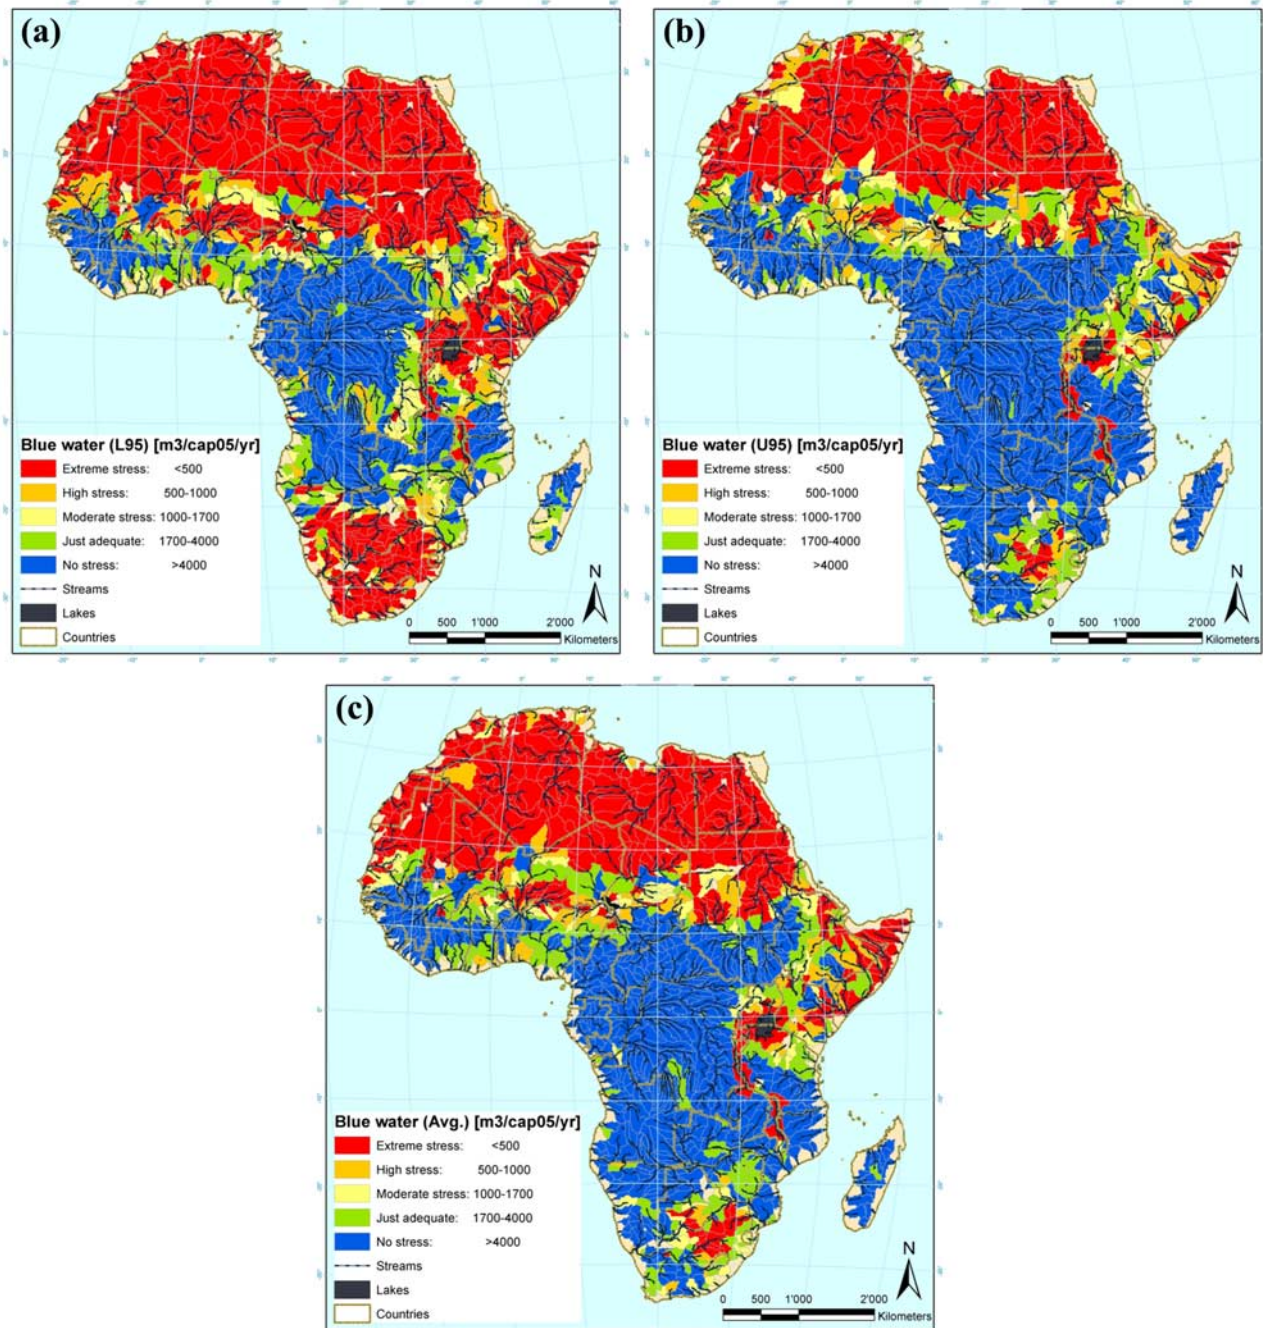 (a)
Blue water (L95) [m3/cap05/yr]
Extreme stress: <500
High stress: 500-1000
Moderate stress: 1000-1700
Just adequate: 1700-4000
No stress: >4000
Streams
Lakes
Countries
N
0 500 1'000 2'000
Kilometers
(b)
Blue water (U95) [m3/cap05/yr]
Extreme stress: <500
High stress: 500-1000
Moderate stress: 1000-1700
Just adequate: 1700-4000
No stress: >4000
Streams
Lakes
Countries
N
0 500 1'000 2'000
Kilometers
(c)
Blue water (Avg.) [m3/cap05/yr]
Extreme stress: <500
High stress: 500-1000
Moderate stress: 1000-1700
Just adequate: 1700-4000
No stress: >4000
Streams
Lakes
Countries
N
0 500 1'000 2'000
Kilometers